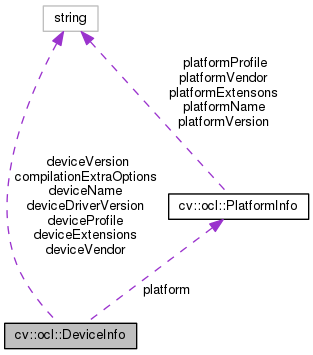 string
platformProfile
platformVendor
platformExtensons
platformName
platformVersion
deviceVersion
compilationExtraOptions
deviceName
deviceDriverVersion
deviceProfile
deviceExtensions
deviceVendor
cv::ocl::PlatformInfo
platform
cv::ocl::DeviceInfo